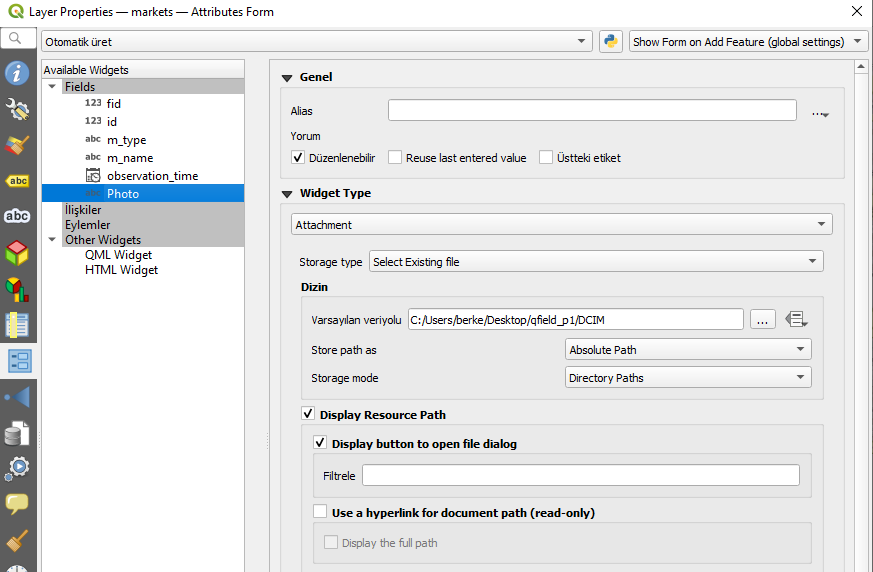 Layer Properties — markets — Attributes Form
Otomatik üret
Show Form on Add Feature (global settings)
Available Widgets
Fields
123 fid
123 id
abc m_type
abc m_name
observation_time
Photo
İlişkiler
Eylemler
Other Widgets
QML Widget
HTML Widget
abc
abc
Genel
Alias
...
Yorum
Düzenlenebilir
Reuse last entered value
Üstteki etiket
Widget Type
Attachment
Storage type
Select Existing file
Dizin
Varsayılan veriyolu
C:/Users/berke/Desktop/qfield_p1/DCIM
...
Store path as
Absolute Path
Storage mode
Directory Paths
Display Resource Path
Display button to open file dialog
Filtrele
Use a hyperlink for document path (read-only)
Display the full path